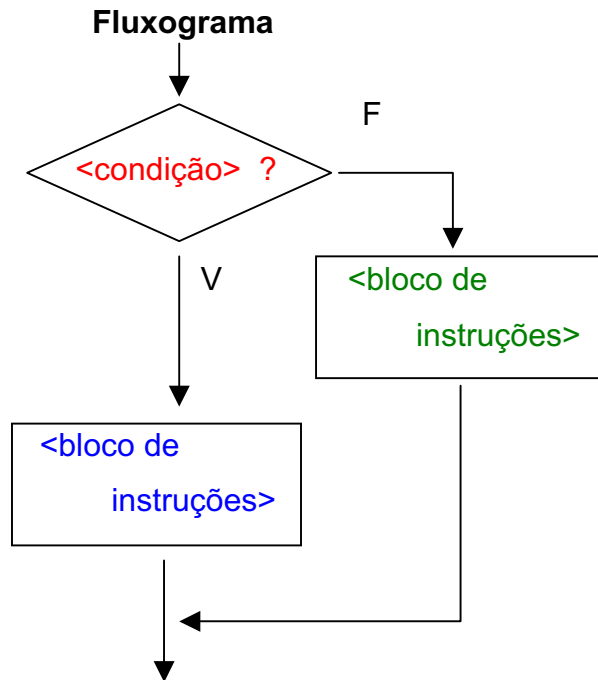 Fluxograma
F
<condição> ?
V
<bloco de
instruções>
<bloco de
instruções>